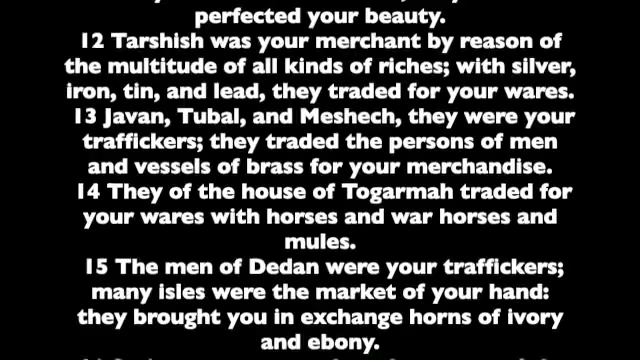 perfected your beauty.
12 Tarshish was your merchant by reason of
the multitude of all kinds of riches; with silver,
iron, tin, and lead, they traded for your wares.
13 Javan, Tubal, and Meshech, they were your
traffickers; they traded the persons of men
and vessels of brass for your merchandise.
14 They of the house of Togarmah traded for
your wares with horses and war horses and
mules.
15 The men of Dedan were your traffickers;
many isles were the market of your hand:
they brought you in exchange horns of ivory
and ebony.